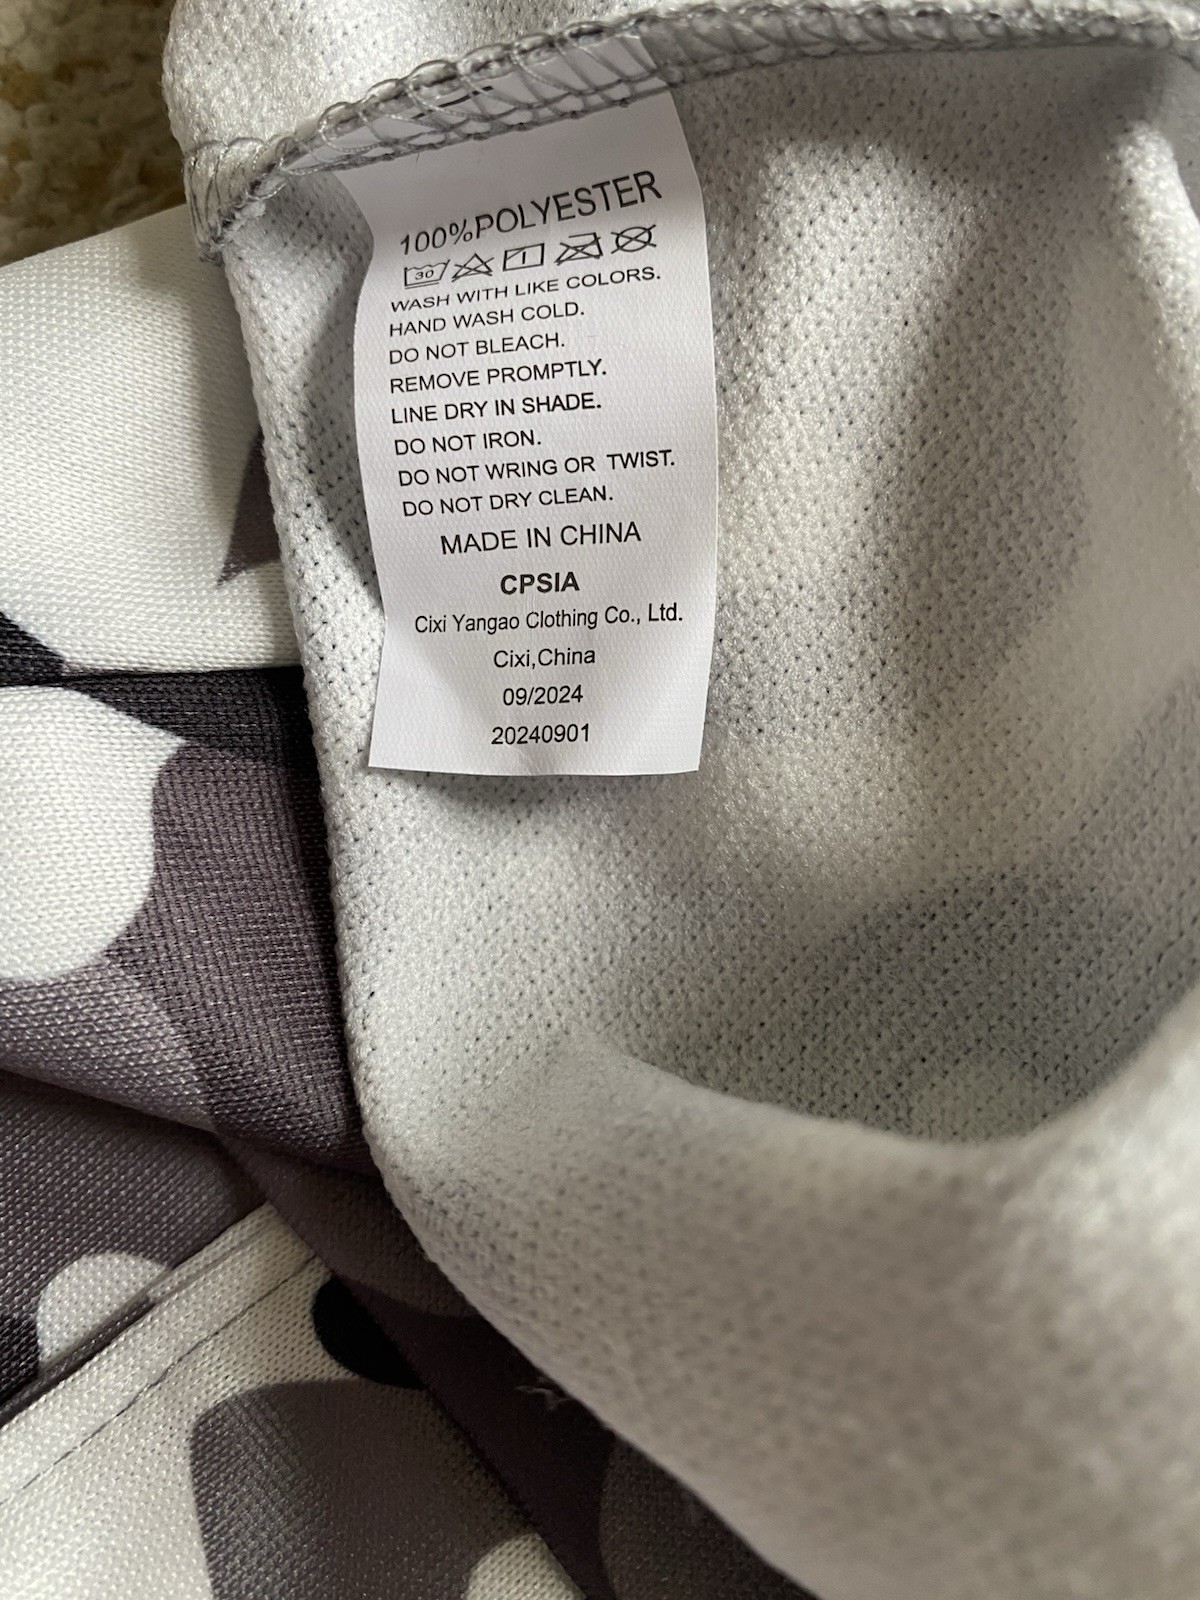 100%POLYESTER
30
WASH WITH LIKE COLORS.
HAND WASH COLD.
DO NOT BLEACH.
REMOVE PROMPTLY.
LINE DRY IN SHADE.
DO NOT IRON.
DO NOT WRING OR TWIST.
DO NOT DRY CLEAN.
MADE IN CHINA
CPSIA
Cixi Yangao Clothing Co., Ltd.
Cixi,China
09/2024
20240901